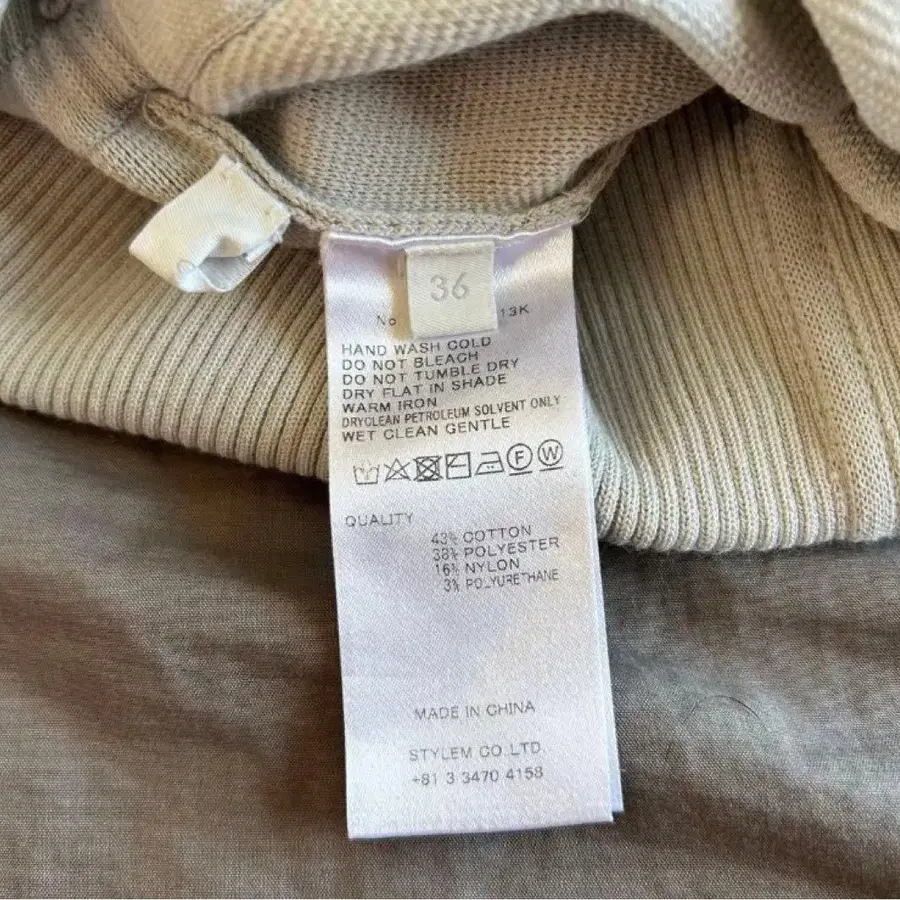 36
No 13K
HAND WASH COLD
DO NOT BLEACH
DO NOT TUMBLE DRY
DRY FLAT IN SHADE
WARM IRON
DRYCLEAN PETROLEUM SOLVENT ONLY
WET CLEAN GENTLE
F W
QUALITY
43% COTTON
38% POLYESTER
16% NYLON
3% POLYURETHANE
MADE IN CHINA
STYLEM CO.LTD.
+81 3 3470 4158